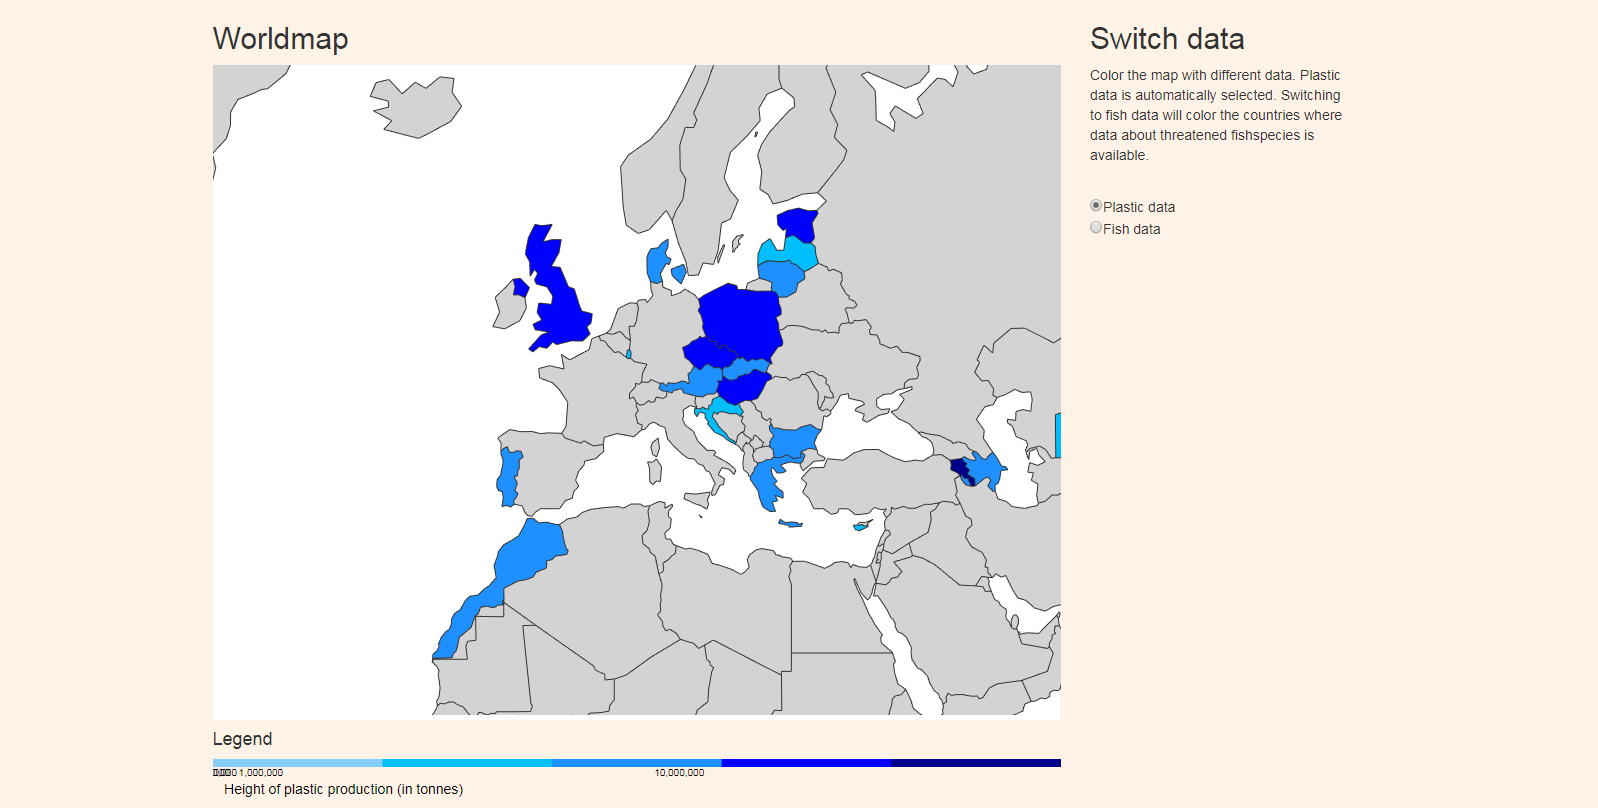 Worldmap
Switch data
Color the map with different data. Plastic
data is automatically selected. Switching
to fish data will color the countries where
data about threatened fishspecies is
available.
Plastic data
Fish data
Legend
1,000,000 10,000,000
Height of plastic production (in tonnes)